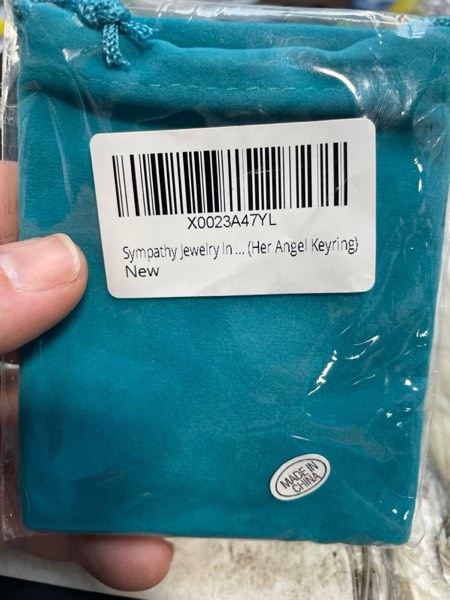 X0023A47YL
Sympathy Jewelry In ... (Her Angel Keyring)
New
MADE IN
CHINA